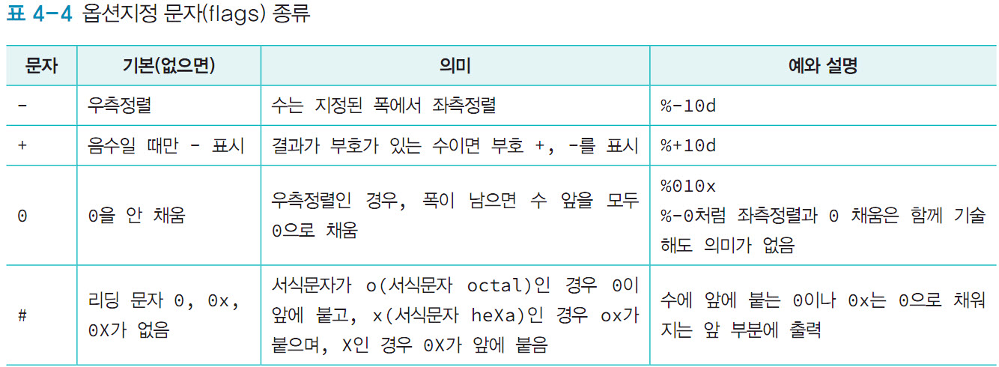 표 4-4 옵션지정 문자(flags) 종류
문자 기본(없으면) 의미 예와 설명
- 우측정렬 수는 지정된 폭에서 좌측정렬 %-10d
+ 음수일 때만 - 표시 결과가 부호가 있는 수이면 부호 +, -를 표시 %+10d
0 0을 안 채움 우측정렬인 경우, 폭이 남으면 수 앞을 모두
0으로 채움
%010x
%-0처럼 좌측정렬과 0 채움은 함께 기술
해도 의미가 없음
# 리딩 문자 0, 0x,
0X가 없음
서식문자가 o(서식문자 octal)인 경우 0이
앞에 붙고, x(서식문자 heXa)인 경우 ox가
붙으며, X인 경우 0X가 앞에 붙음
수에 앞에 붙는 0이나 0x는 0으로 채워
지는 앞 부분에 출력